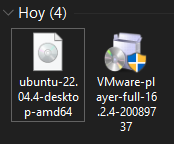 Hoy (4)
ubuntu-22.
04.4-deskto
p-amd64
VMware-pl
ayer-full-16
.2.4-200897
37